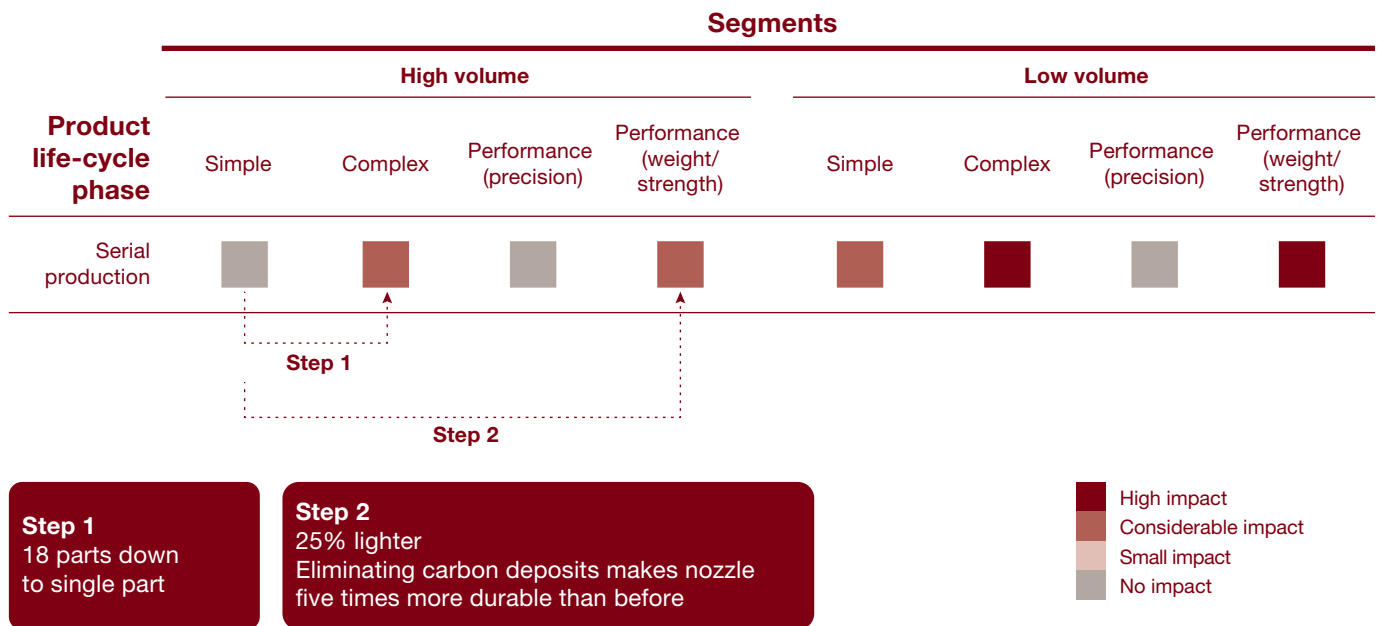 Segments
High volume
Low volume
Product
life-cycle
phase
Simple
Complex
Performance
(precision)
Performance
(weight/
strength)
Simple
Complex
Performance
(precision)
Performance
(weight/
strength)
Serial
production
Step 1
Step 2
Step 1
18 parts down
to single part
Step 2
25% lighter
Eliminating carbon deposits makes nozzle
five times more durable than before
High impact
Considerable impact
Small impact
No impact